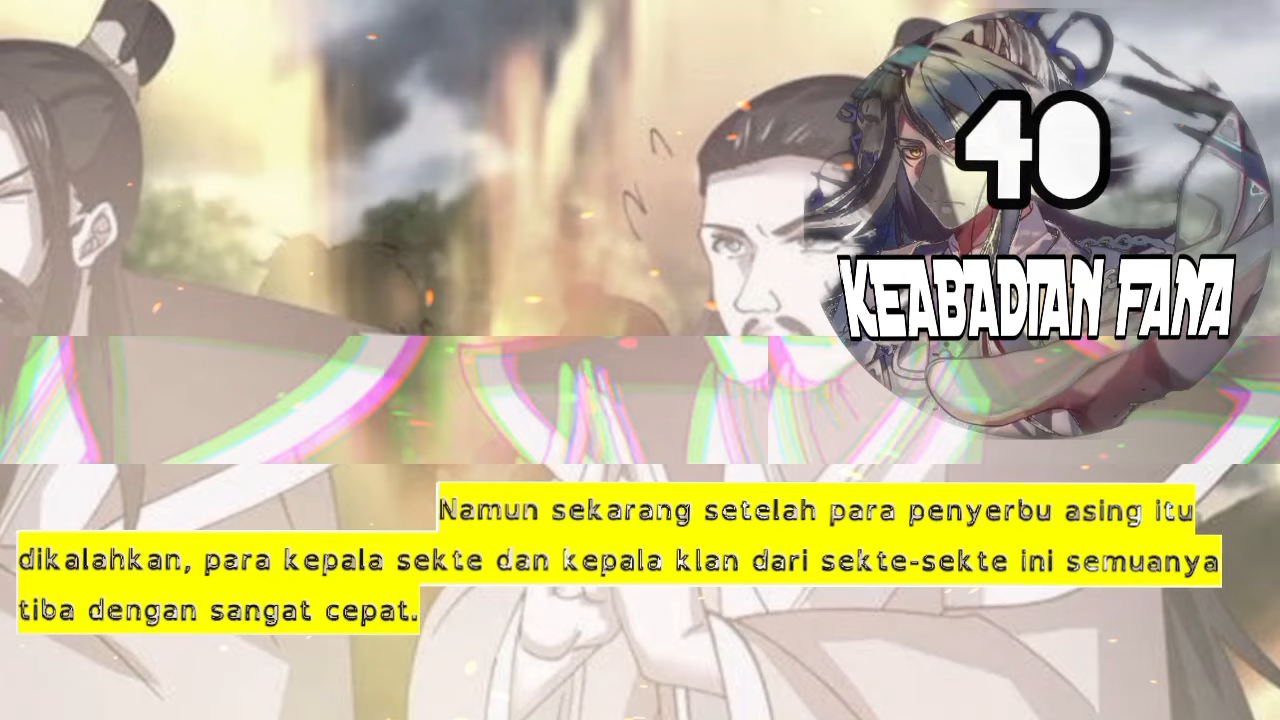 40
KEABADIAN FANA
Namun sekarang setelah para penyerbu asing itu
dikalahkan, para kepala sekte dan kepala klan dari sekte-sekte ini semuanya
tiba dengan sangat cepat.